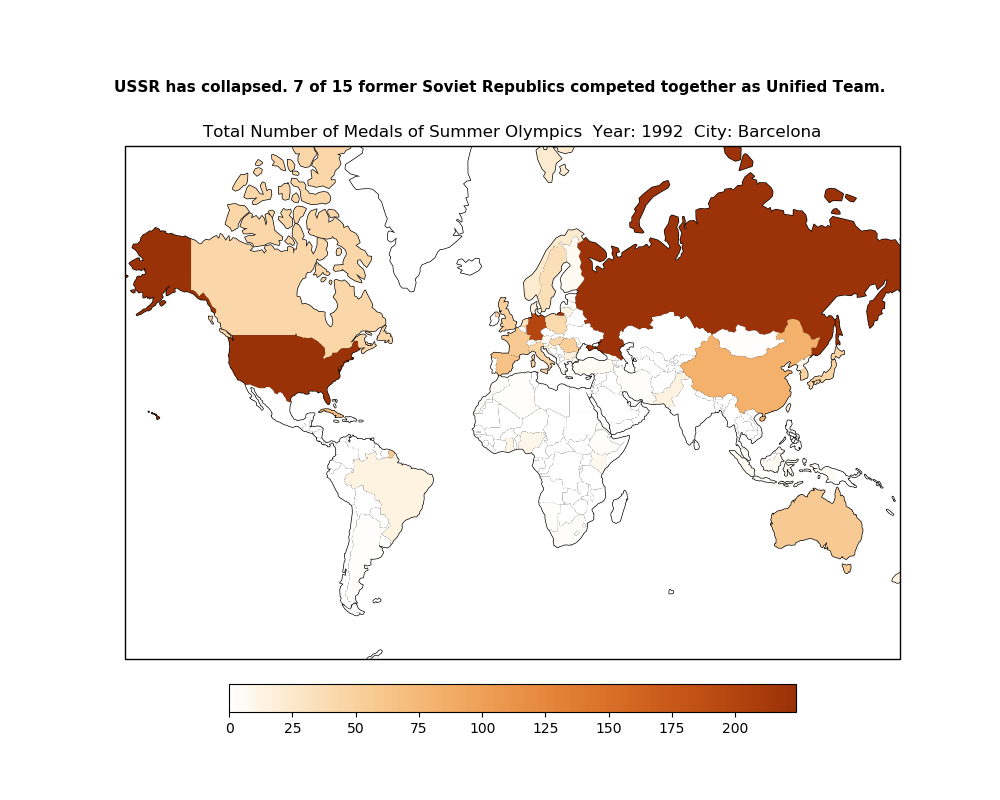 USSR has collapsed. 7 of 15 former Soviet Republics competed together as Unified Team.
Total Number of Medals of Summer Olympics  Year: 1992  City: Barcelona
0 25 50 75 100 125 150 175 200